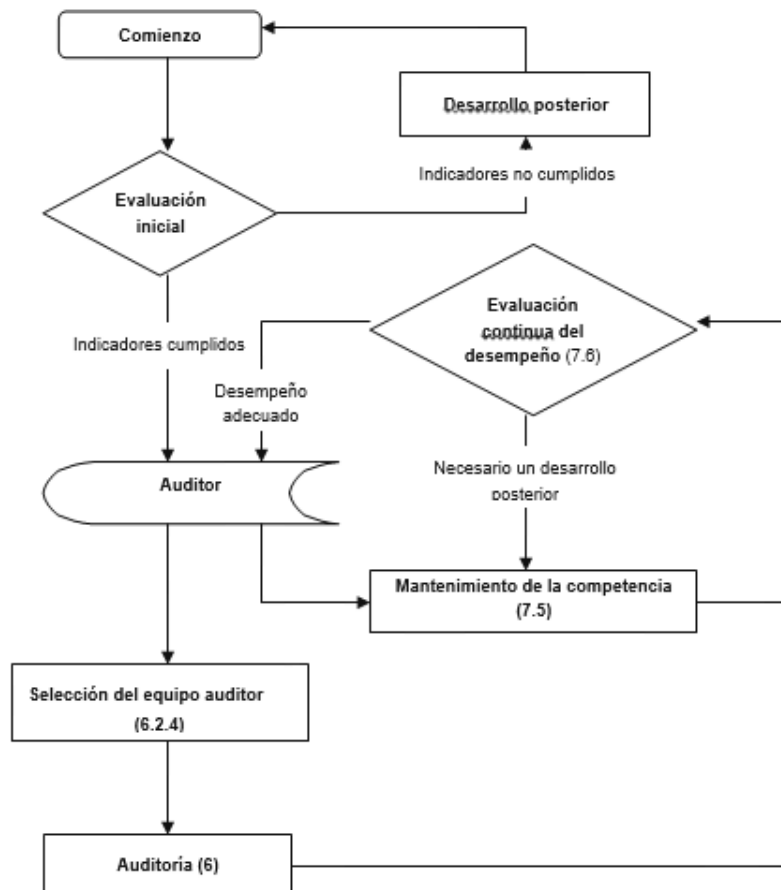 Comienzo
Desarrollo posterior
Indicadores no cumplidos
Evaluación
inicial
Evaluación
continua del
desempeño (7.6)
Indicadores cumplidos
Desempeño
adecuado
Necesario un desarrollo
posterior
Auditor
Mantenimiento de la competencia
(7.5)
Selección del equipo auditor
(6.2.4)
Auditoría (6)